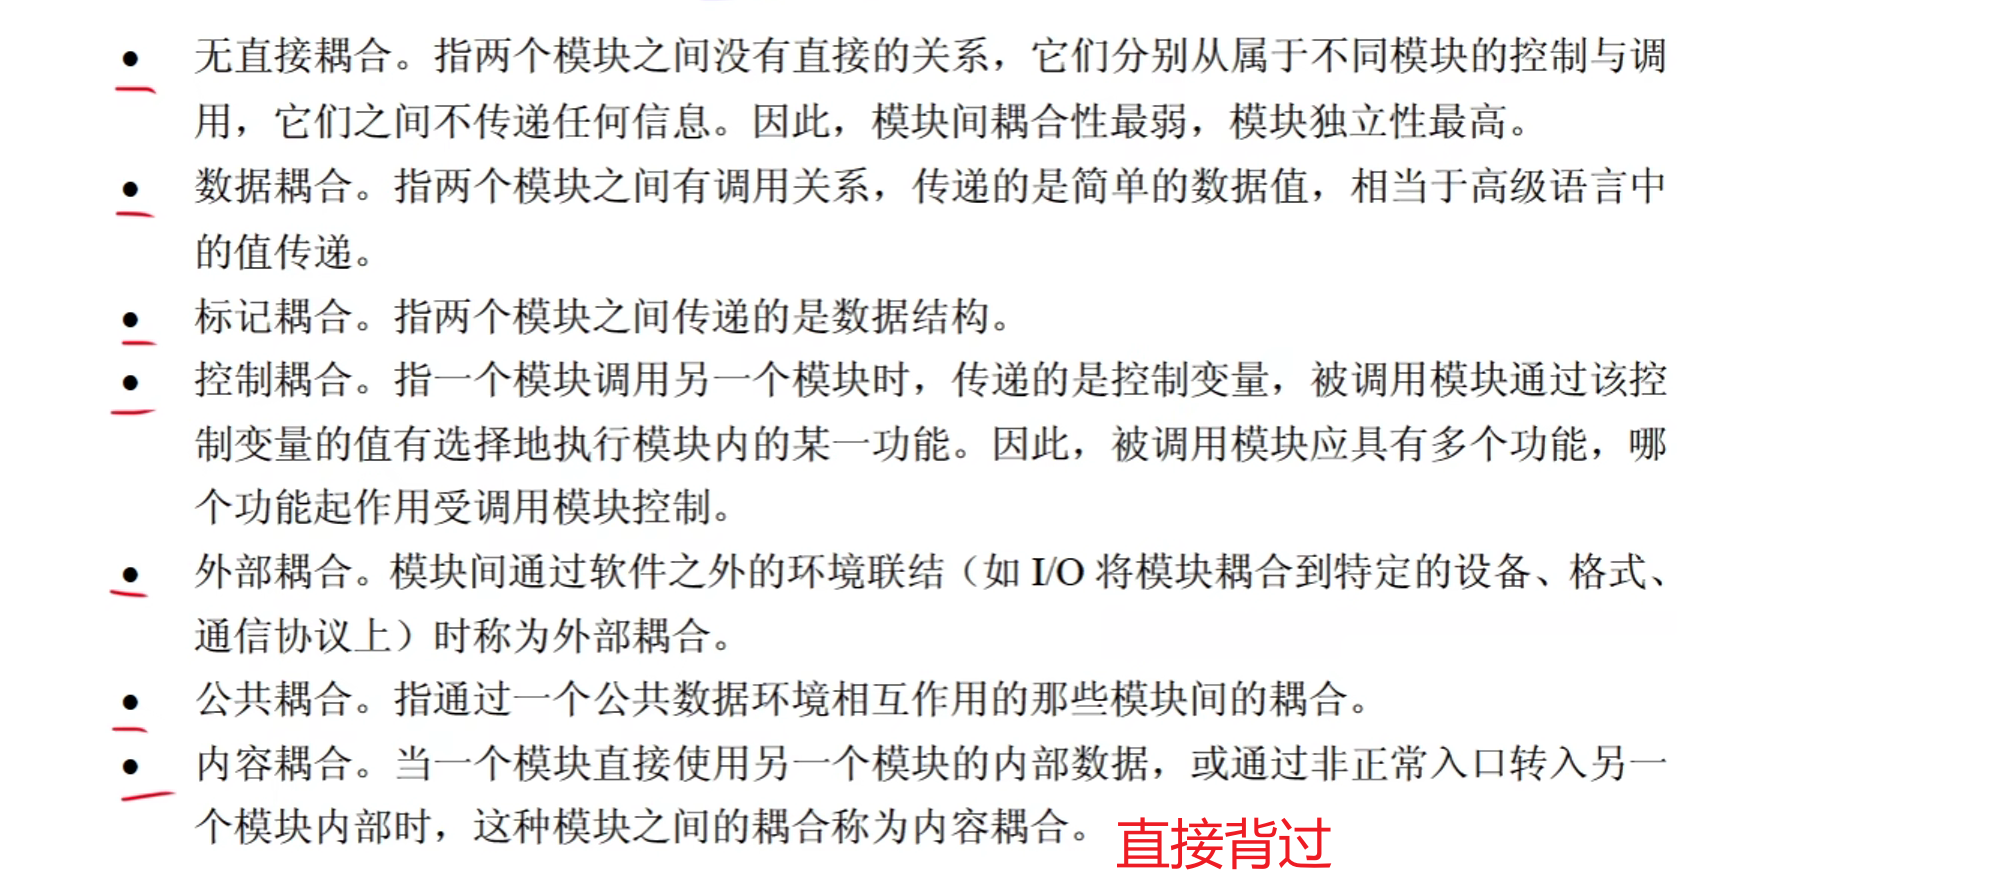 ● 无直接耦合。指两个模块之间没有直接的关系，它们分别从属于不同模块的控制与调
用，它们之间不传递任何信息。因此，模块间耦合性最弱，模块独立性最高。
● 数据耦合。指两个模块之间有调用关系，传递的是简单的数据值，相当于高级语言中
的值传递。
● 标记耦合。指两个模块之间传递的是数据结构。
● 控制耦合。指一个模块调用另一个模块时，传递的是控制变量，被调用模块通过该控
制变量的值有选择地执行模块内的某一功能。因此，被调用模块应具有多个功能，哪
个功能起作用受调用模块控制。
● 外部耦合。模块间通过软件之外的环境联结（如 I/O 将模块耦合到特定的设备、格式、
通信协议上）时称为外部耦合。
● 公共耦合。指通过一个公共数据环境相互作用的那些模块间的耦合。
● 内容耦合。当一个模块直接使用另一个模块的内部数据，或通过非正常入口转入另一
个模块内部时，这种模块之间的耦合称为内容耦合。
直接背过